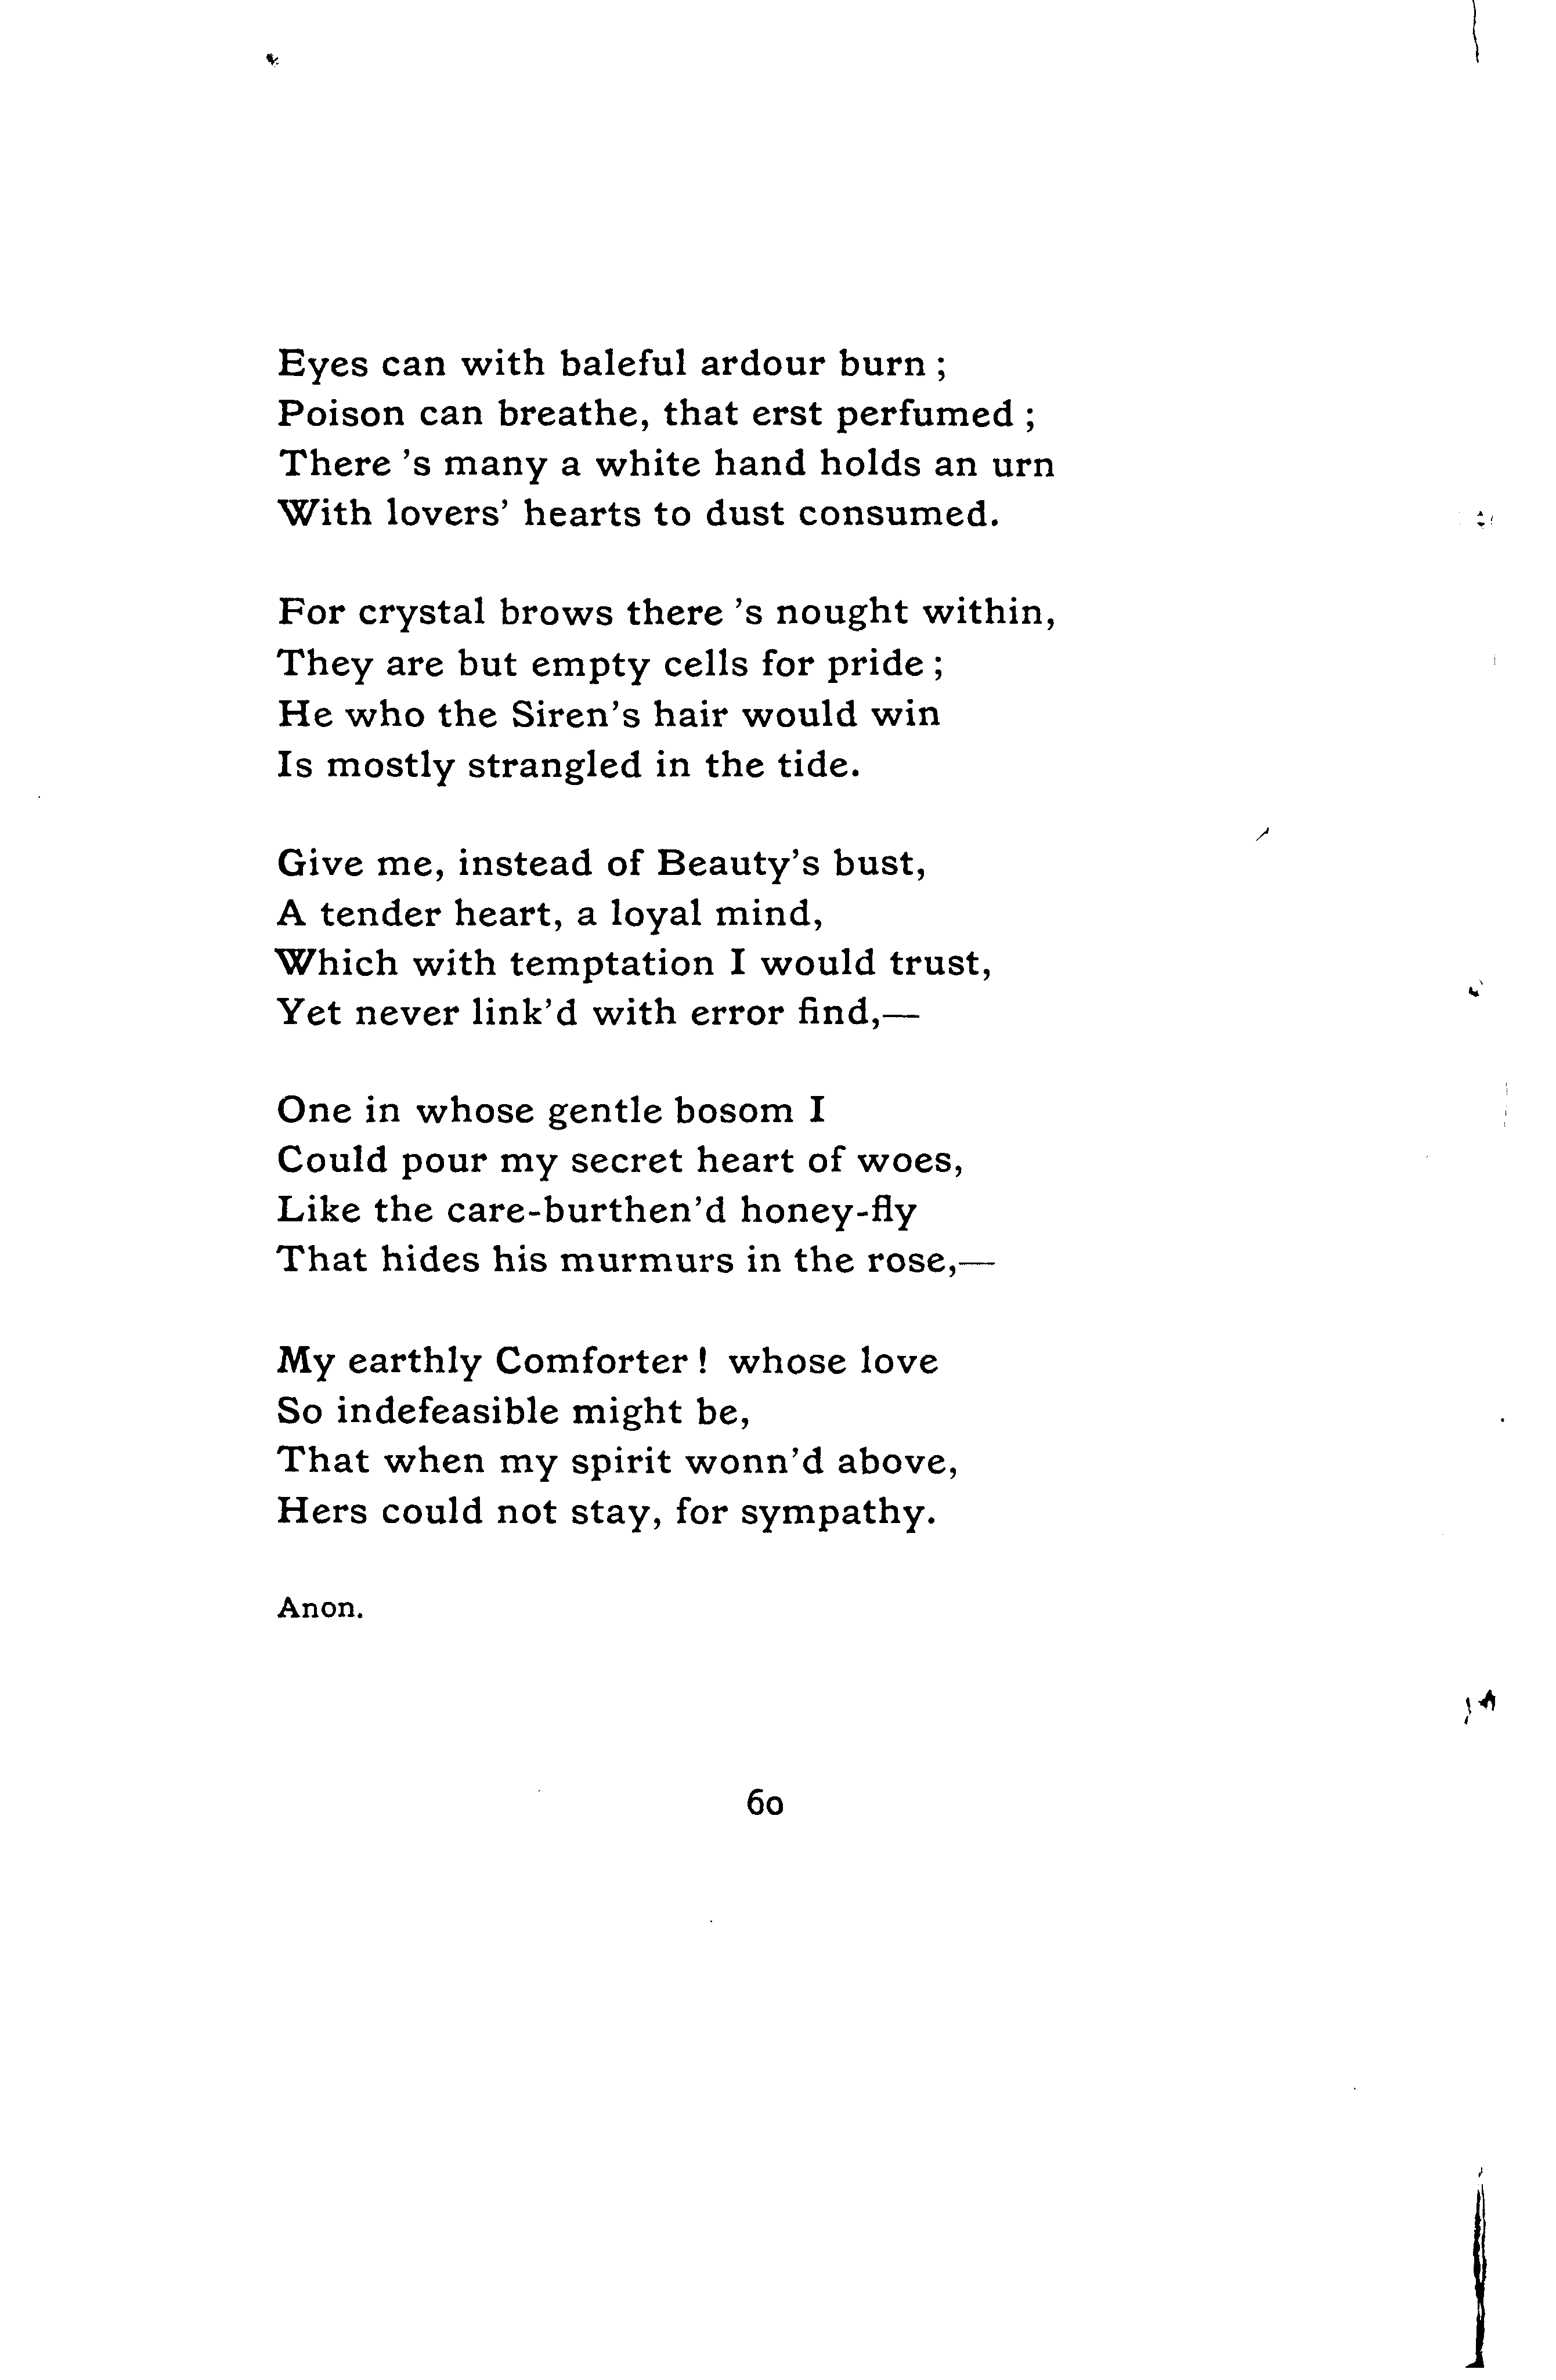 Eyes can with baleful ardour burn ;
Poison can breathe, that erst perfumed ;
There 's many a white hand holds an urn
With lovers' hearts to dust consumed.

For crystal brows there 's nought within,
They are but empty cells for pride ;
He who the Siren's hair would win
Is mostly strangled in the tide.

Give me, instead of Beauty's bust,
A tender heart, a loyal mind,
Which with temptation I would trust,
Yet never link'd with error find,—

One in whose gentle bosom I
Could pour my secret heart of woes,
Like the care-burthen'd honey-fly
That hides his murmurs in the rose,—

My earthly Comforter ! whose love
So indefeasible might be,
That when my spirit wonn'd above,
Hers could not stay, for sympathy.

Anon.

60